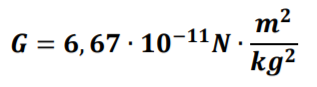 G = 6,67 · 10⁻¹¹N · m²/kg²